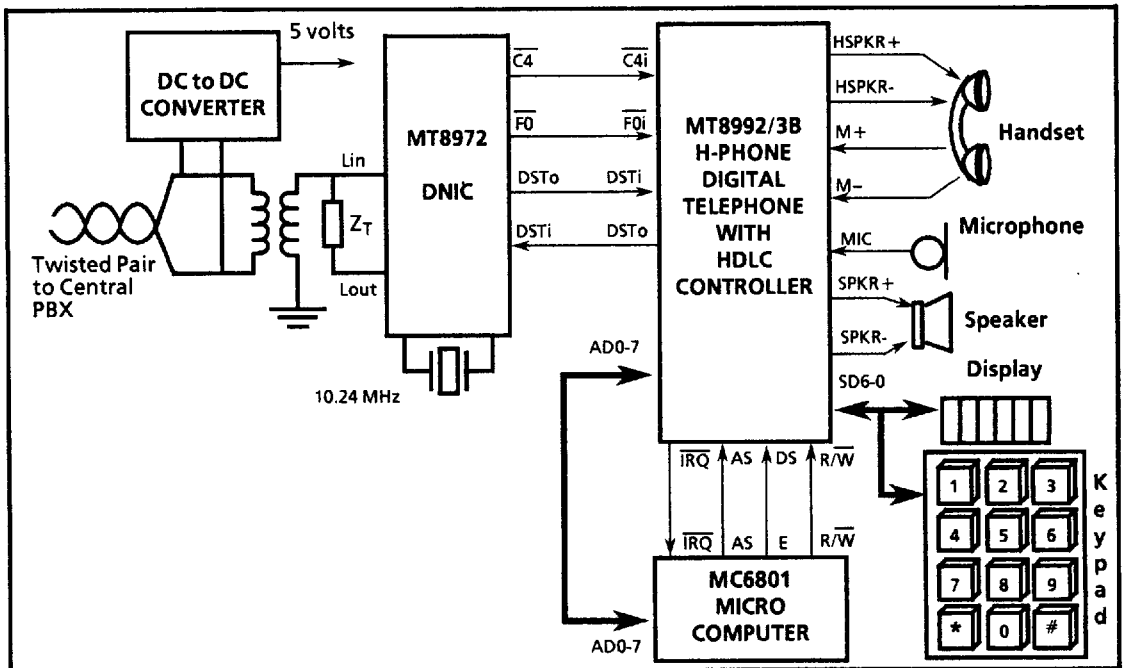 5 volts
DC to DC
CONVERTER
Twisted Pair
to Central
PBX
Lin
ZT
Lout
MT8972
DNIC
10.24 MHz
C4
C4i
F0
F0i
DSTo
DSTi
DSTi
DSTo
MT8992/3B
H-PHONE
DIGITAL
TELEPHONE
WITH
HDLC
CONTROLLER
HSPKR+
HSPKR-
M+
M−
Handset
MIC
Microphone
SPKR+
SPKR-
Speaker
AD0-7
SD6-0
Display
IRQ AS DS R/W
IRQ AS E R/W
MC6801
MICRO
COMPUTER
AD0-7
1 2 3
4 5 6
7 8 9
* 0 #
Keypad